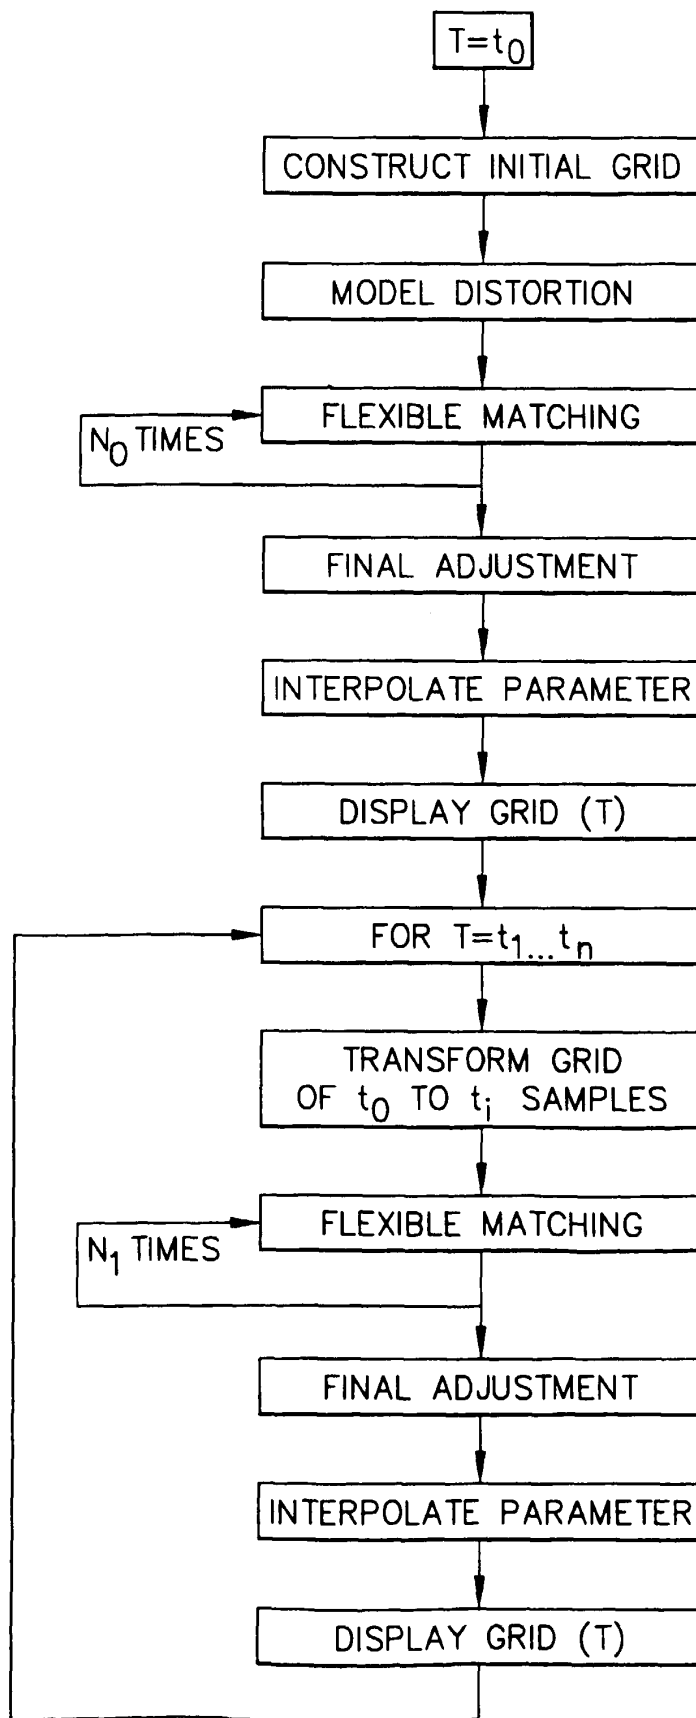 T=t₀
CONSTRUCT INITIAL GRID
MODEL DISTORTION
FLEXIBLE MATCHING
N₀ TIMES
FINAL ADJUSTMENT
INTERPOLATE PARAMETER
DISPLAY GRID (T)
FOR T=t₁...tₙ
TRANSFORM GRID
OF t₀ TO tᵢ SAMPLES
FLEXIBLE MATCHING
N₁ TIMES
FINAL ADJUSTMENT
INTERPOLATE PARAMETER
DISPLAY GRID (T)